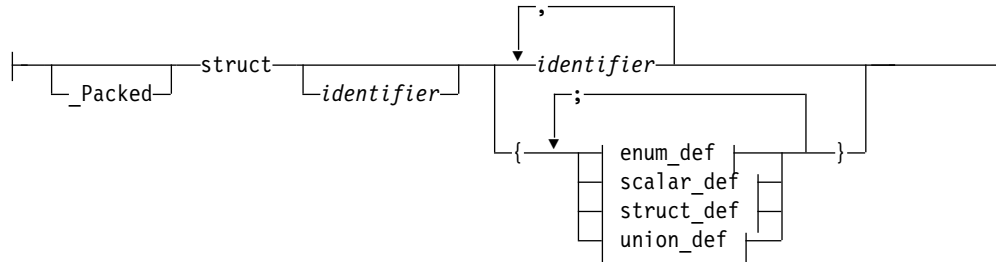 ,
_Packed struct identifier identifier
;
{ enum_def }
scalar_def
struct_def
union_def